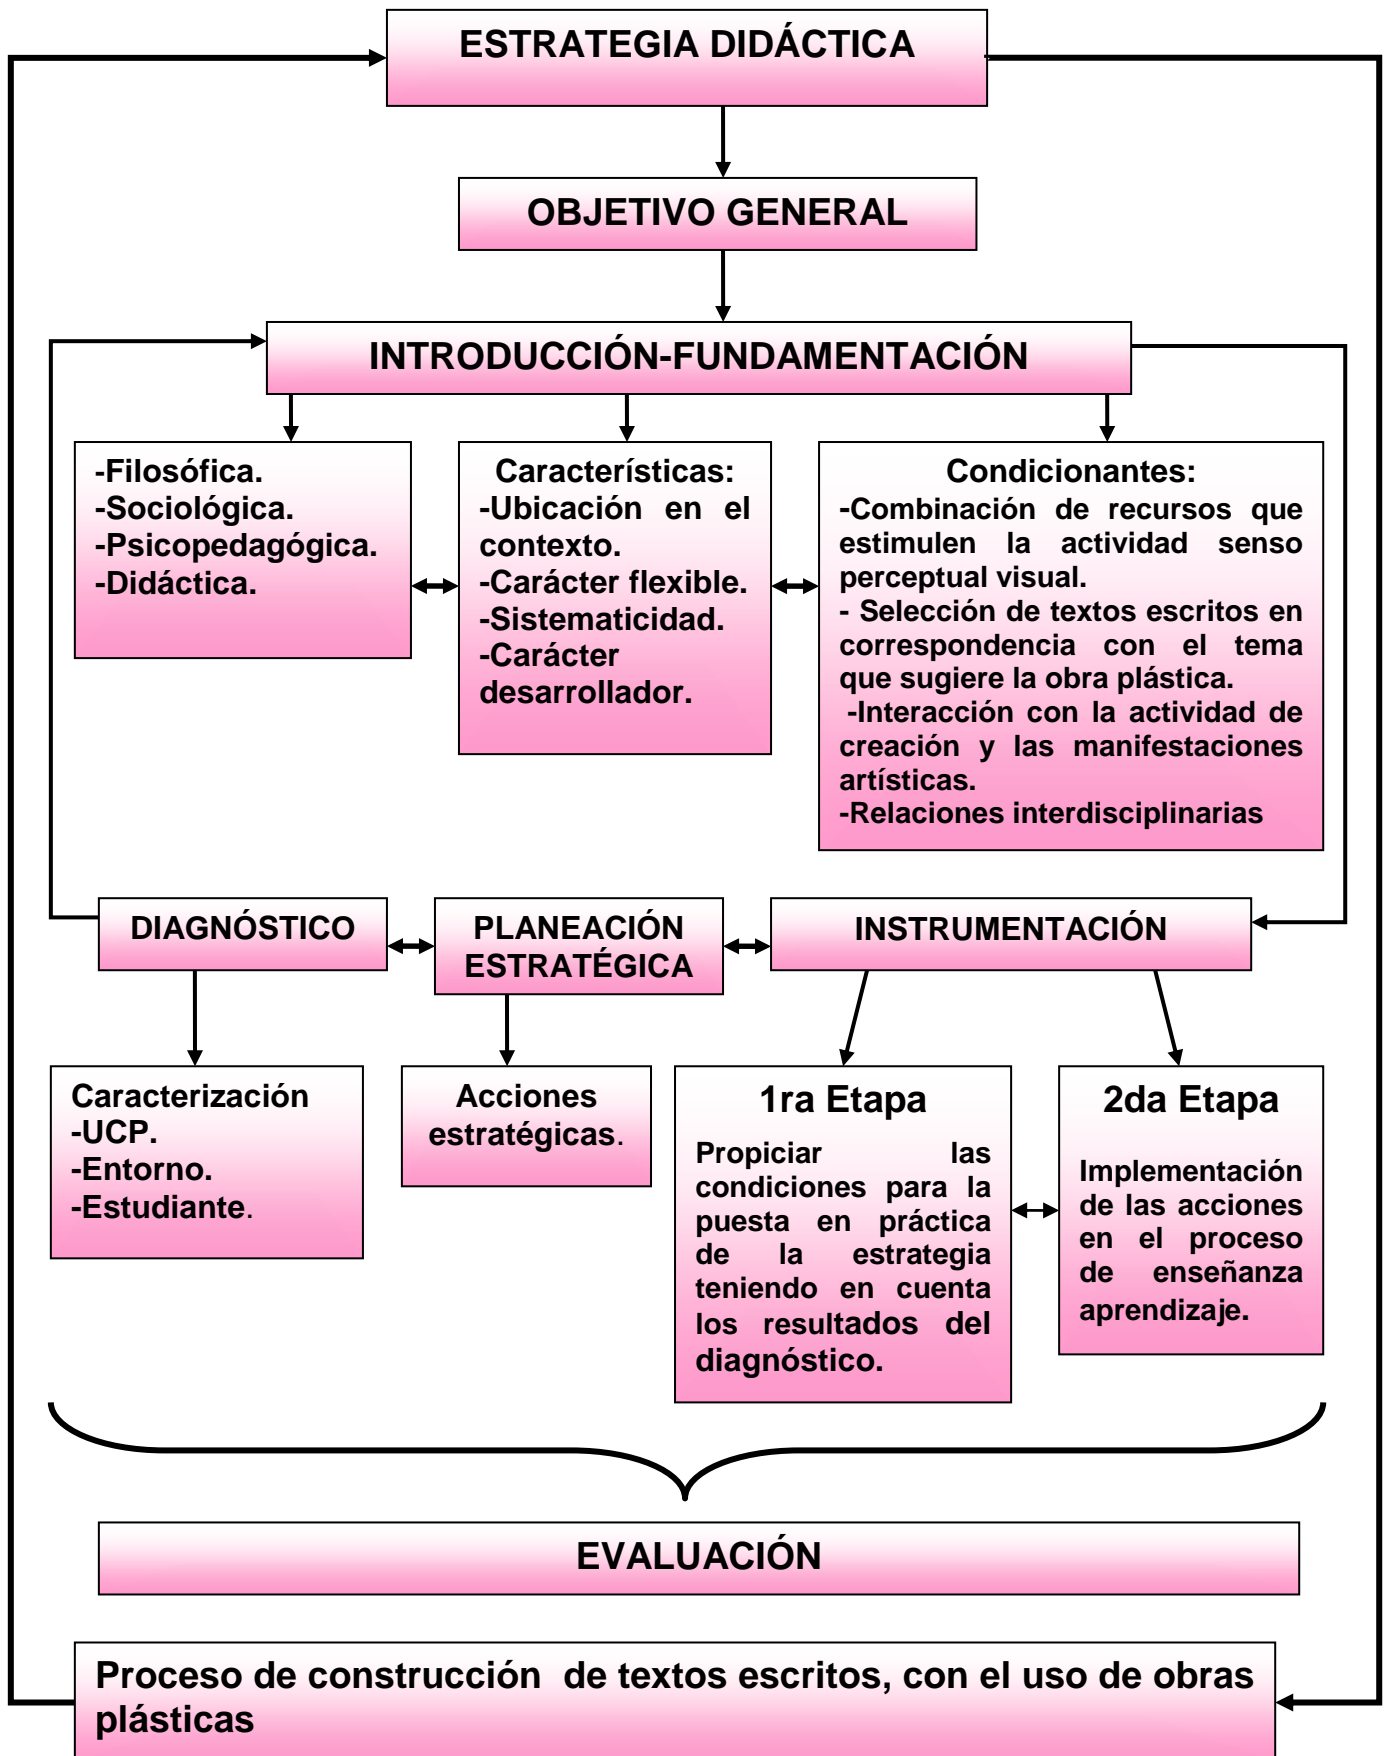 ESTRATEGIA DIDÁCTICA
OBJETIVO GENERAL
INTRODUCCIÓN-FUNDAMENTACIÓN
-Filosófica.
-Sociológica.
-Psicopedagógica.
-Didáctica.
Características:
-Ubicación en el
contexto.
-Carácter flexible.
-Sistematicidad.
-Carácter
desarrollador.
Condicionantes:
-Combinación de recursos que
estimulen la actividad senso
perceptual visual.
- Selección de textos escritos en
correspondencia con el tema
que sugiere la obra plástica.
-Interacción con la actividad de
creación y las manifestaciones
artísticas.
-Relaciones interdisciplinarias
DIAGNÓSTICO
PLANEACIÓN
ESTRATÉGICA
INSTRUMENTACIÓN
Caracterización
-UCP.
-Entorno.
-Estudiante.
Acciones
estratégicas.
1ra Etapa
Propiciar las
condiciones para la
puesta en práctica
de la estrategia
teniendo en cuenta
los resultados del
diagnóstico.
2da Etapa
Implementación
de las acciones
en el proceso
de enseñanza
aprendizaje.
EVALUACIÓN
Proceso de construcción de textos escritos, con el uso de obras
plásticas